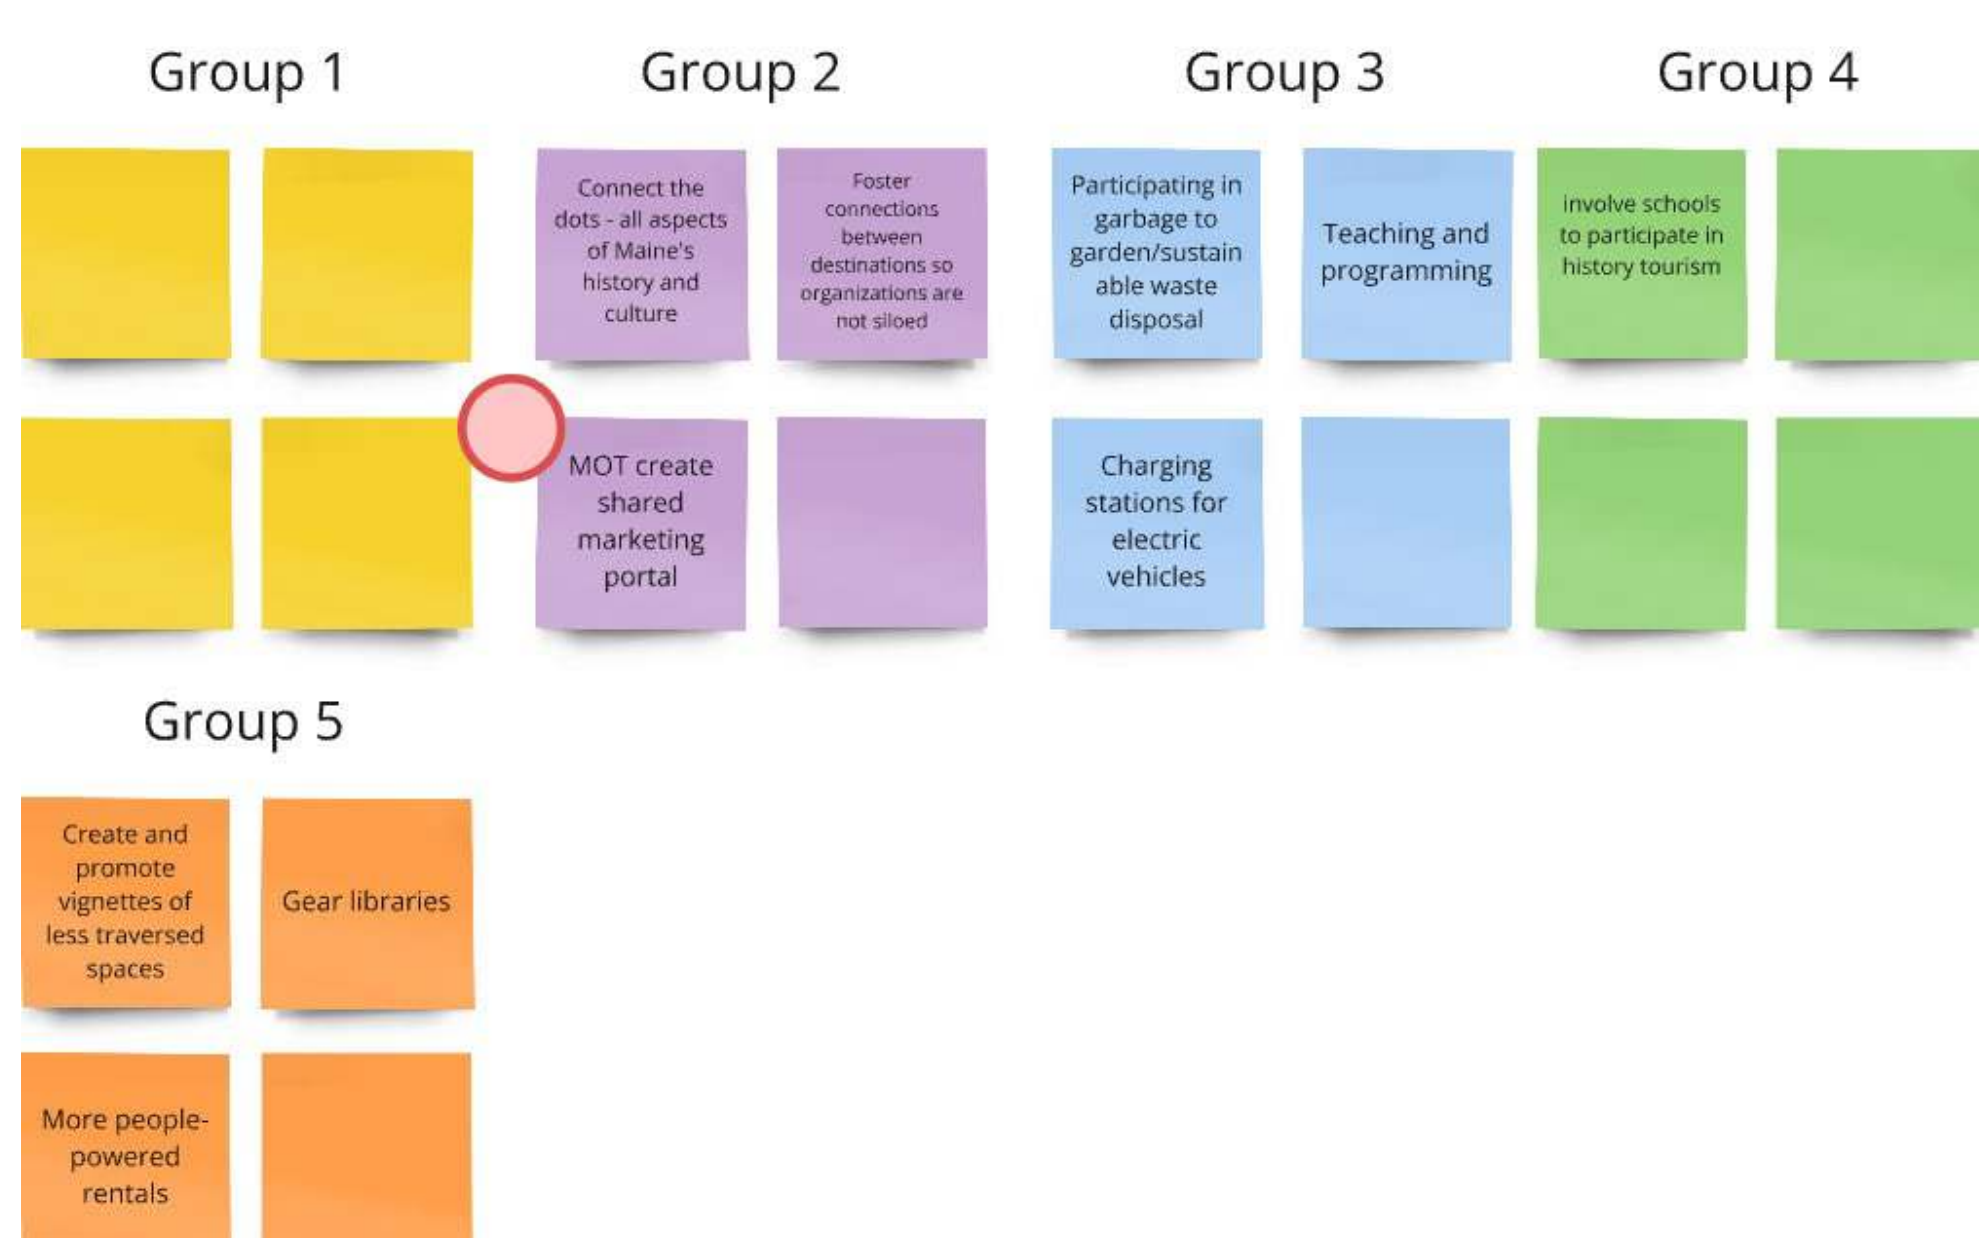 Group 1
Group 2
Group 3
Group 4
Connect the
dots - all aspects
of Maine's
history and
culture
Foster
connections
between
destinations so
organizations are
not siloed
Participating in
garbage to
garden/sustain
able waste
disposal
Teaching and
programming
involve schools
to participate in
history tourism
MOT create
shared
marketing
portal
Charging
stations for
electric
vehicles
Group 5
Create and
promote
vignettes of
less traversed
spaces
Gear libraries
More people-
powered
rentals